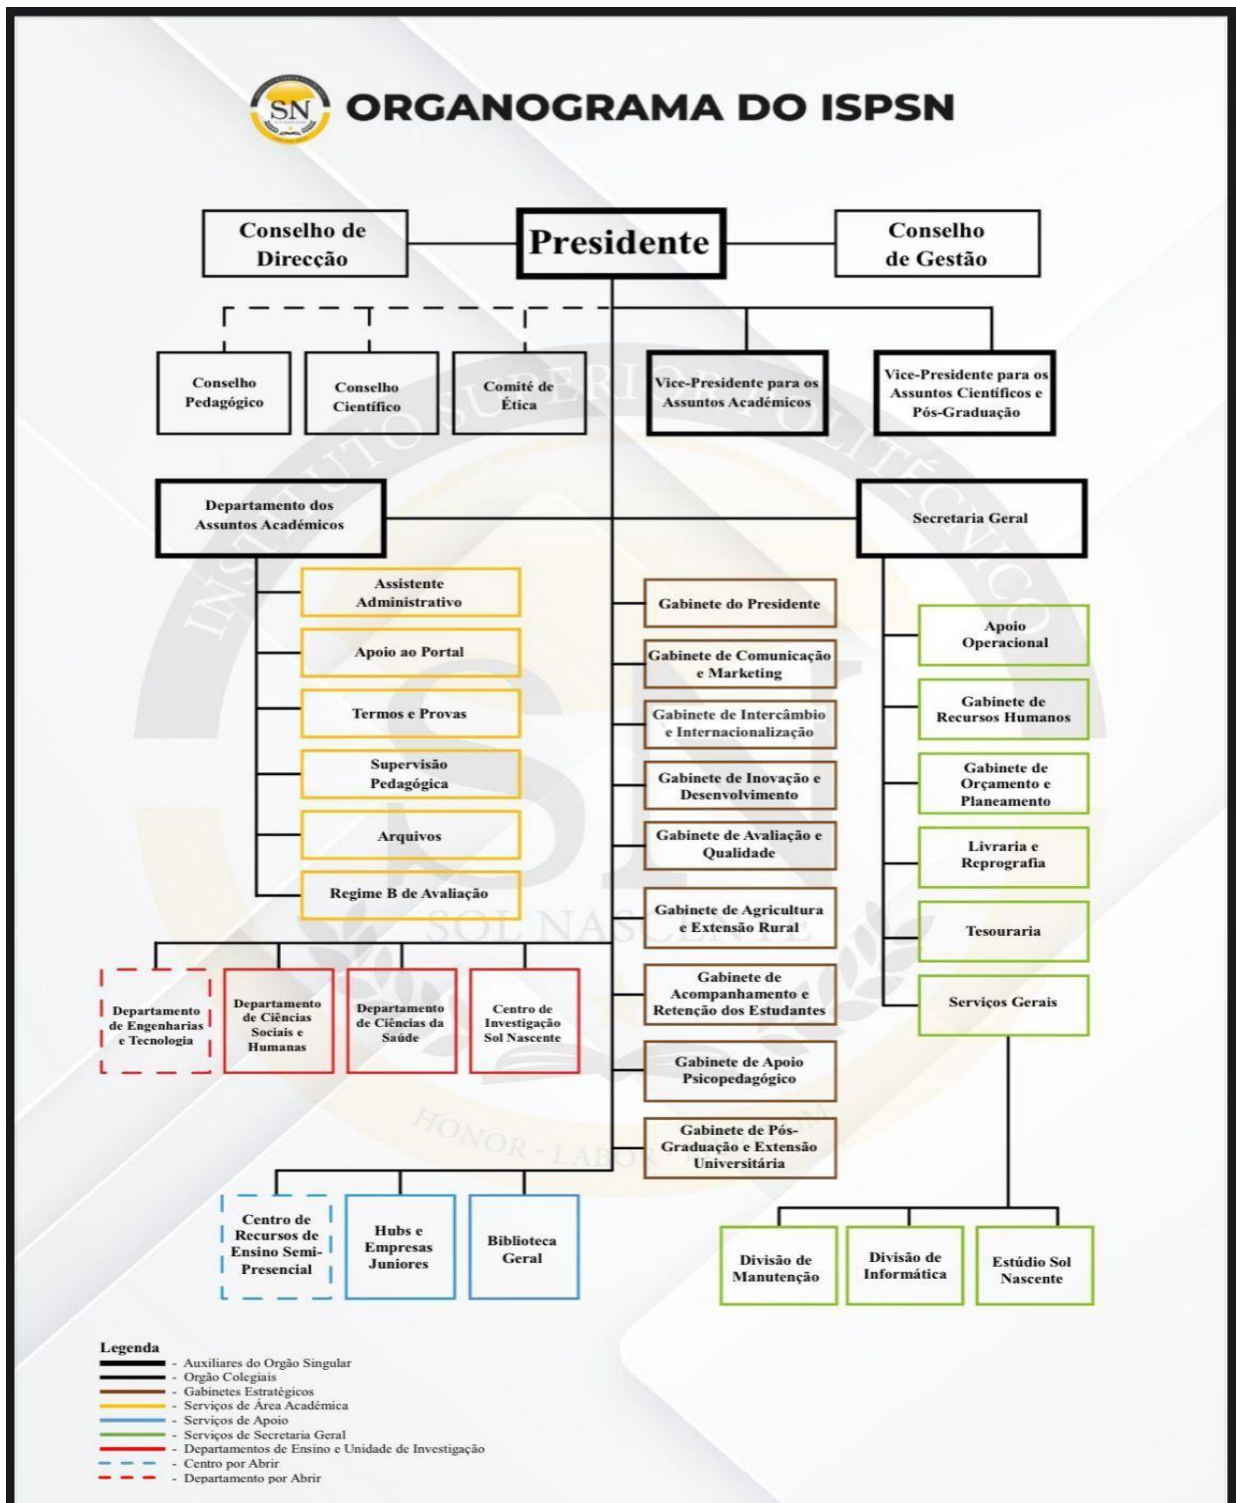 SN
ORGANOGRAMA DO ISPSN
Conselho de
Direcção
Presidente
Conselho
de Gestão
Conselho
Pedagógico
Conselho
Científico
Comité de
Ética
Vice-Presidente para os
Assuntos Académicos
Vice-Presidente para os
Assuntos Científicos e
Pós-Graduação
Departamento dos
Assuntos Académicos
Secretaria Geral
Assistente
Administrativo
Apoio ao Portal
Termos e Provas
Supervisão
Pedagógica
Arquivos
Regime B de Avaliação
Gabinete do Presidente
Gabinete de Comunicação
e Marketing
Gabinete de Intercâmbio
e Internacionalização
Gabinete de Inovação e
Desenvolvimento
Gabinete de Avaliação e
Qualidade
Gabinete de Agricultura
e Extensão Rural
Gabinete de
Acompanhamento e
Retenção dos Estudantes
Gabinete de Apoio
Psicopedagógico
Gabinete de Pós-
Graduação e Extensão
Universitária
Apoio
Operacional
Gabinete de
Recursos Humanos
Gabinete de
Orçamento e
Planeamento
Livraria e
Reprografia
Tesouraria
Serviços Gerais
Departamento
de Engenharias
e Tecnologia
Departamento
de Ciências
Sociais e
Humanas
Departamento
de Ciências da
Saúde
Centro de
Investigação
Sol Nascente
Centro de
Recursos de
Ensino Semi-
Presencial
Hubs e
Empresas
Juniores
Biblioteca
Geral
Divisão de
Manutenção
Divisão de
Informática
Estúdio Sol
Nascente
INSTITUTO SUPERIOR POLITÉCNICO
SN
SOL NASCENTE
HONOR - LABOR
Legenda
- Auxiliares do Orgão Singular
- Orgão Colegiais
- Gabinetes Estratégicos
- Serviços de Área Académica
- Serviços de Apoio
- Serviços de Secretaria Geral
- Departamentos de Ensino e Unidade de Investigação
- Centro por Abrir
- Departamento por Abrir